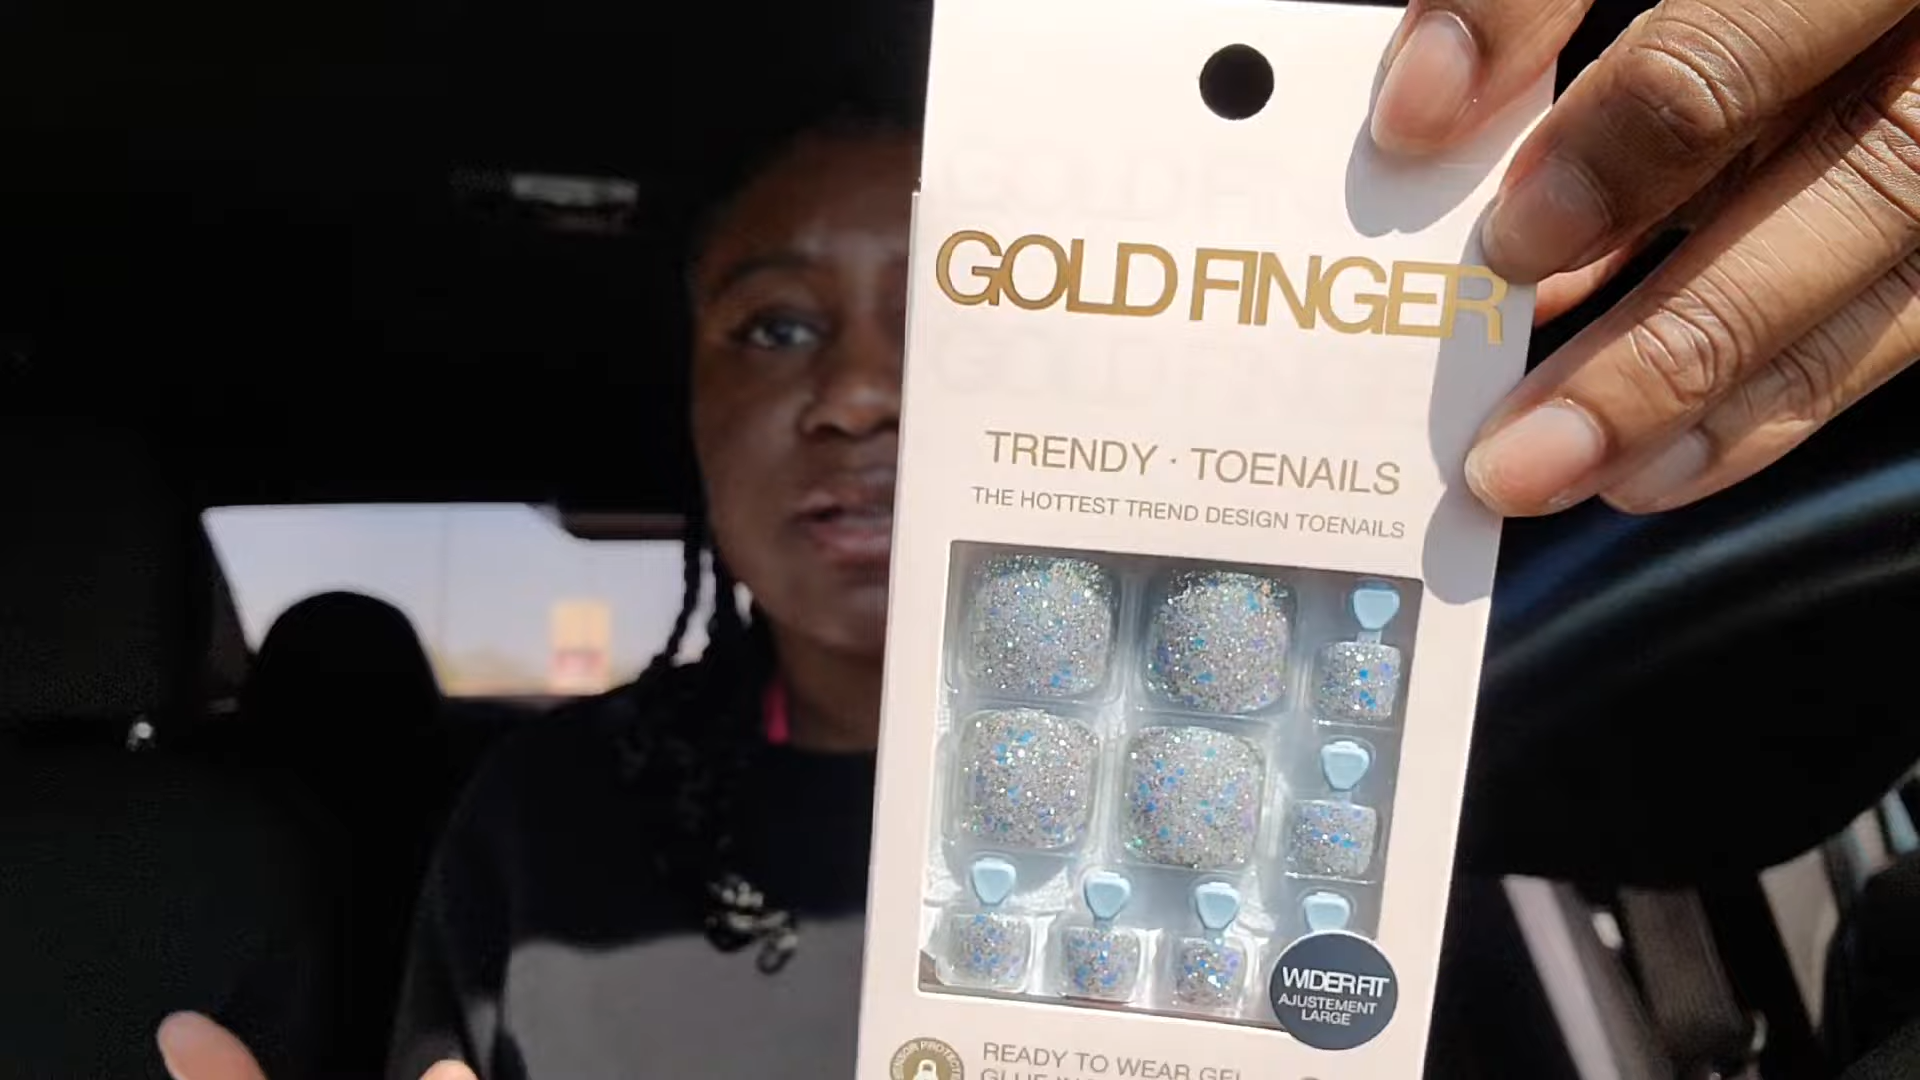 GOLD FINGER
TRENDY · TOENAILS
THE HOTTEST TREND DESIGN TOENAILS
WIDER FIT
AJUSTEMENT
LARGE
READY TO WEAR GEL